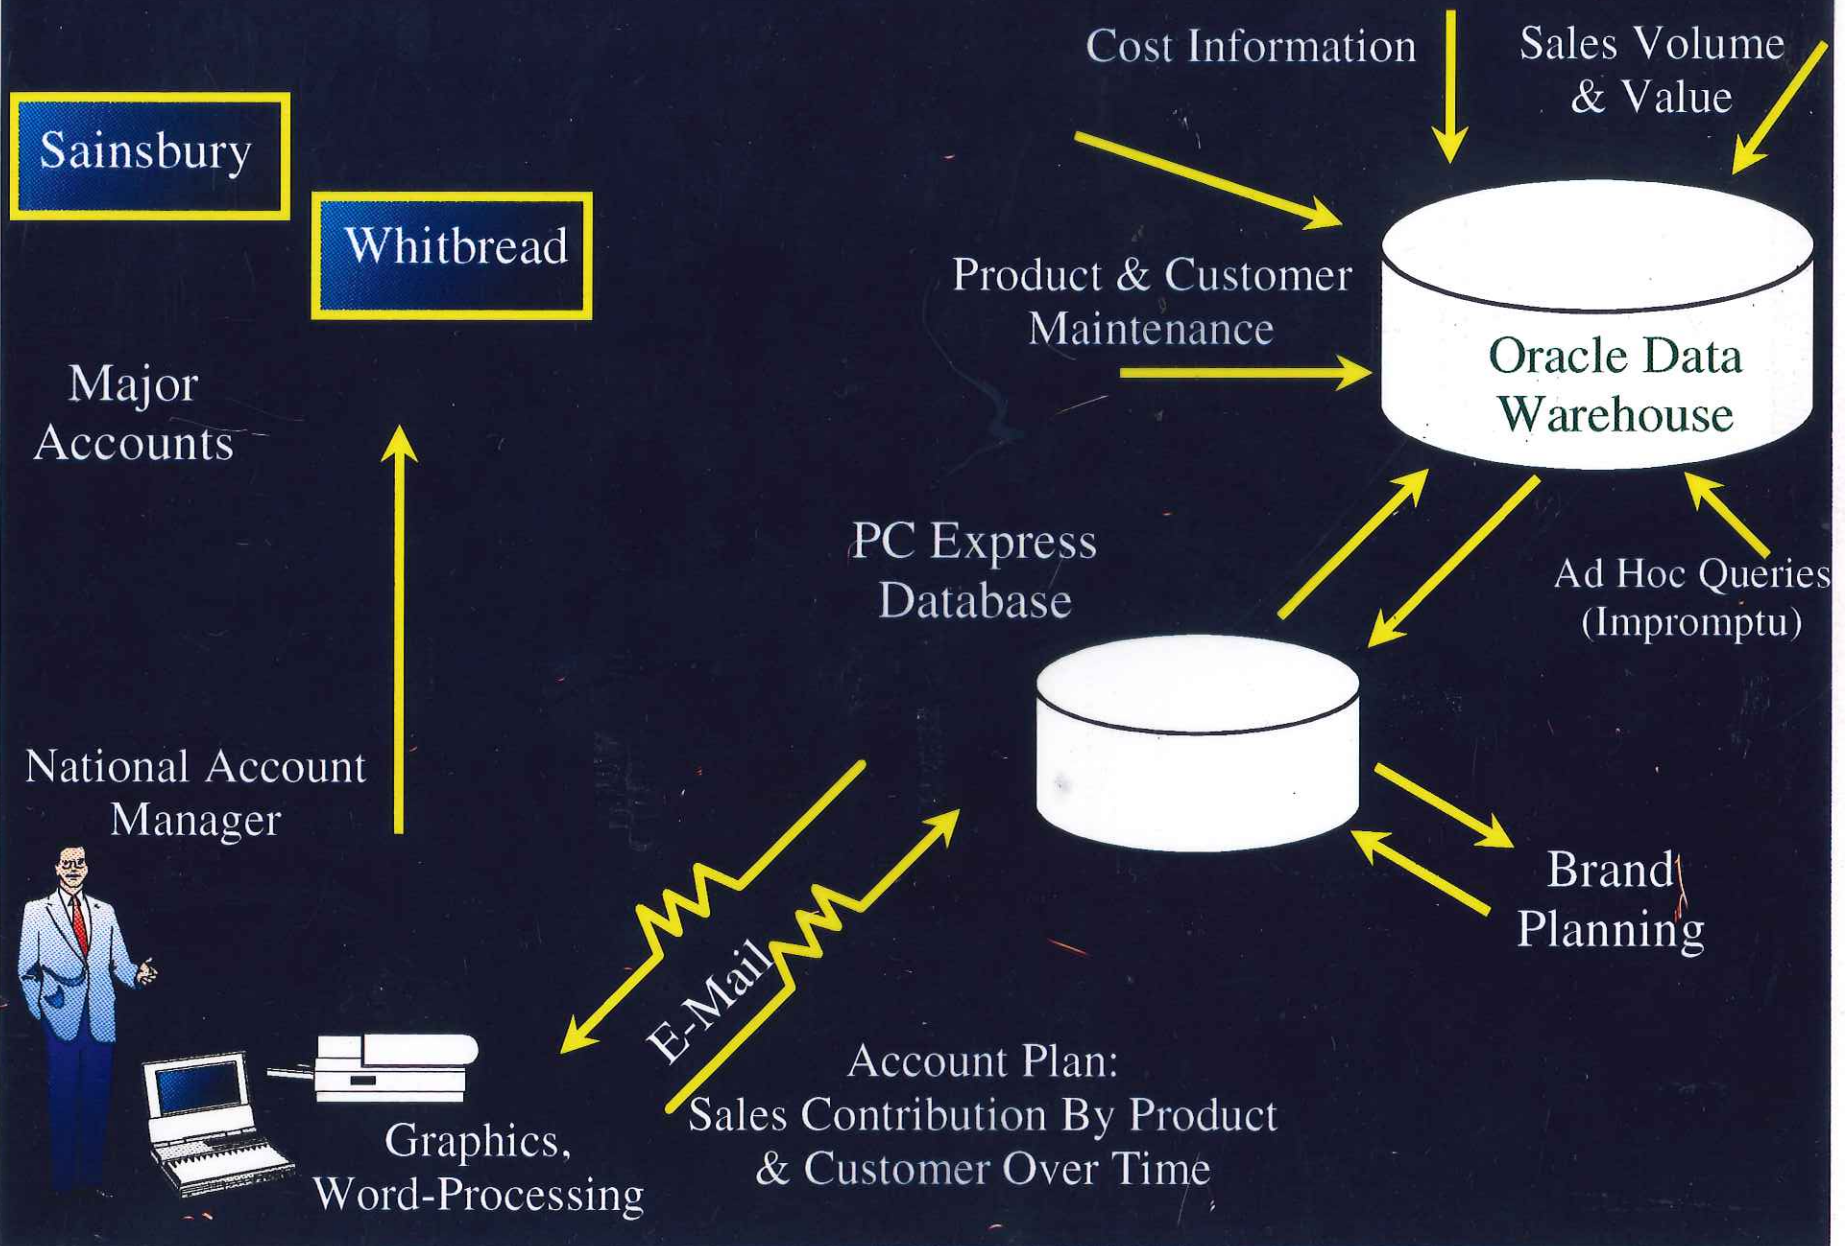 Cost Information
Sales Volume
& Value
Sainsbury
Whitbread
Product & Customer
Maintenance
Oracle Data
Warehouse
Major
Accounts
PC Express
Database
Ad Hoc Queries
(Impromptu)
National Account
Manager
Brand
Planning
E-Mail
Account Plan:
Sales Contribution By Product
& Customer Over Time
Graphics,
Word-Processing